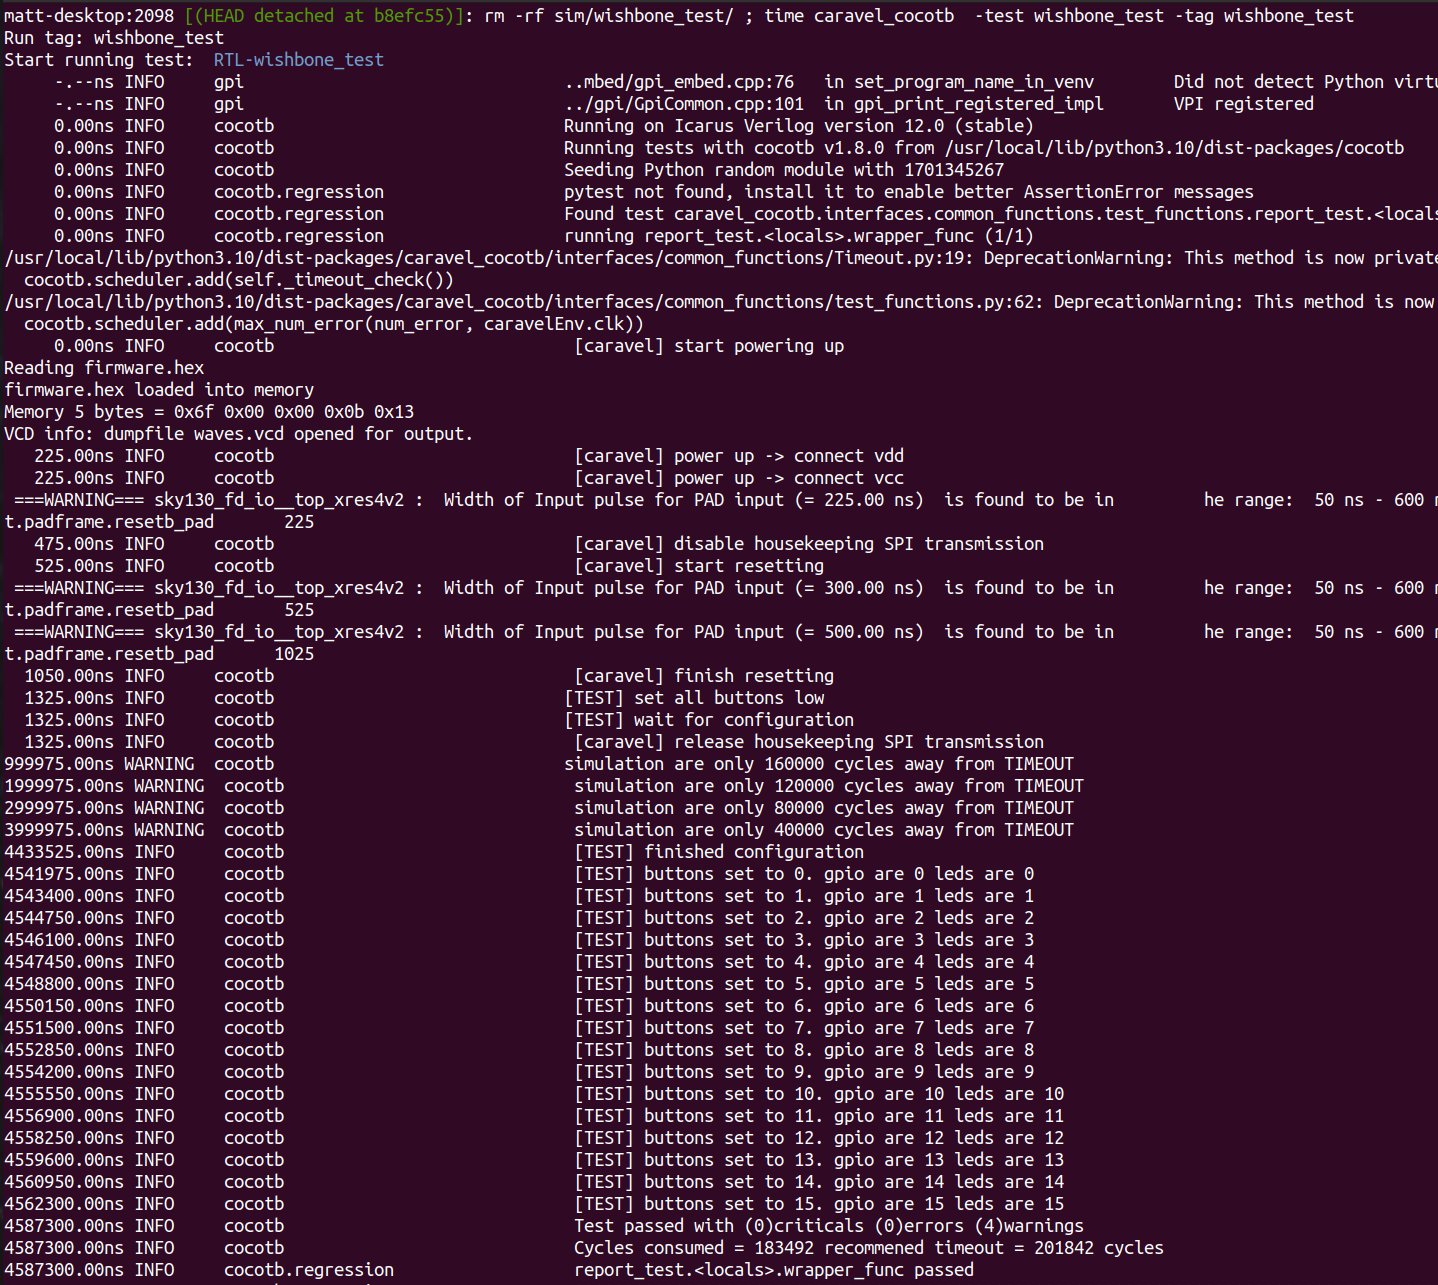 matt-desktop:2098 [(HEAD detached at b8efc55)]: rm -rf sim/wishbone_test/ ; time caravel_cocotb  -test wishbone_test -tag wishbone_test
Run tag: wishbone_test
Start running test:  RTL-wishbone_test
     -.--ns INFO     gpi                                ..mbed/gpi_embed.cpp:76   in set_program_name_in_venv        Did not detect Python virtu
     -.--ns INFO     gpi                                ../gpi/GpiCommon.cpp:101  in gpi_print_registered_impl       VPI registered
     0.00ns INFO     cocotb                             Running on Icarus Verilog version 12.0 (stable)
     0.00ns INFO     cocotb                             Running tests with cocotb v1.8.0 from /usr/local/lib/python3.10/dist-packages/cocotb
     0.00ns INFO     cocotb                             Seeding Python random module with 1701345267
     0.00ns INFO     cocotb.regression                  pytest not found, install it to enable better AssertionError messages
     0.00ns INFO     cocotb.regression                  Found test caravel_cocotb.interfaces.common_functions.test_functions.report_test.<locals
     0.00ns INFO     cocotb.regression                  running report_test.<locals>.wrapper_func (1/1)
/usr/local/lib/python3.10/dist-packages/caravel_cocotb/interfaces/common_functions/Timeout.py:19: DeprecationWarning: This method is now private
  cocotb.scheduler.add(self._timeout_check())
/usr/local/lib/python3.10/dist-packages/caravel_cocotb/interfaces/common_functions/test_functions.py:62: DeprecationWarning: This method is now
  cocotb.scheduler.add(max_num_error(num_error, caravelEnv.clk))
     0.00ns INFO     cocotb                              [caravel] start powering up
Reading firmware.hex
firmware.hex loaded into memory
Memory 5 bytes = 0x6f 0x00 0x00 0x0b 0x13
VCD info: dumpfile waves.vcd opened for output.
   225.00ns INFO     cocotb                              [caravel] power up -> connect vdd
   225.00ns INFO     cocotb                              [caravel] power up -> connect vcc
 ===WARNING=== sky130_fd_io__top_xres4v2 :  Width of Input pulse for PAD input (= 225.00 ns)  is found to be in         he range:  50 ns - 600 n
t.padframe.resetb_pad       225
   475.00ns INFO     cocotb                              [caravel] disable housekeeping SPI transmission
   525.00ns INFO     cocotb                              [caravel] start resetting
 ===WARNING=== sky130_fd_io__top_xres4v2 :  Width of Input pulse for PAD input (= 300.00 ns)  is found to be in         he range:  50 ns - 600 n
t.padframe.resetb_pad       525
 ===WARNING=== sky130_fd_io__top_xres4v2 :  Width of Input pulse for PAD input (= 500.00 ns)  is found to be in         he range:  50 ns - 600 n
t.padframe.resetb_pad      1025
  1050.00ns INFO     cocotb                              [caravel] finish resetting
  1325.00ns INFO     cocotb                             [TEST] set all buttons low
  1325.00ns INFO     cocotb                             [TEST] wait for configuration
  1325.00ns INFO     cocotb                              [caravel] release housekeeping SPI transmission
999975.00ns WARNING  cocotb                             simulation are only 160000 cycles away from TIMEOUT
1999975.00ns WARNING  cocotb                             simulation are only 120000 cycles away from TIMEOUT
2999975.00ns WARNING  cocotb                             simulation are only 80000 cycles away from TIMEOUT
3999975.00ns WARNING  cocotb                             simulation are only 40000 cycles away from TIMEOUT
4433525.00ns INFO     cocotb                             [TEST] finished configuration
4541975.00ns INFO     cocotb                             [TEST] buttons set to 0. gpio are 0 leds are 0
4543400.00ns INFO     cocotb                             [TEST] buttons set to 1. gpio are 1 leds are 1
4544750.00ns INFO     cocotb                             [TEST] buttons set to 2. gpio are 2 leds are 2
4546100.00ns INFO     cocotb                             [TEST] buttons set to 3. gpio are 3 leds are 3
4547450.00ns INFO     cocotb                             [TEST] buttons set to 4. gpio are 4 leds are 4
4548800.00ns INFO     cocotb                             [TEST] buttons set to 5. gpio are 5 leds are 5
4550150.00ns INFO     cocotb                             [TEST] buttons set to 6. gpio are 6 leds are 6
4551500.00ns INFO     cocotb                             [TEST] buttons set to 7. gpio are 7 leds are 7
4552850.00ns INFO     cocotb                             [TEST] buttons set to 8. gpio are 8 leds are 8
4554200.00ns INFO     cocotb                             [TEST] buttons set to 9. gpio are 9 leds are 9
4555550.00ns INFO     cocotb                             [TEST] buttons set to 10. gpio are 10 leds are 10
4556900.00ns INFO     cocotb                             [TEST] buttons set to 11. gpio are 11 leds are 11
4558250.00ns INFO     cocotb                             [TEST] buttons set to 12. gpio are 12 leds are 12
4559600.00ns INFO     cocotb                             [TEST] buttons set to 13. gpio are 13 leds are 13
4560950.00ns INFO     cocotb                             [TEST] buttons set to 14. gpio are 14 leds are 14
4562300.00ns INFO     cocotb                             [TEST] buttons set to 15. gpio are 15 leds are 15
4587300.00ns INFO     cocotb                             Test passed with (0)criticals (0)errors (4)warnings
4587300.00ns INFO     cocotb                             Cycles consumed = 183492 recommened timeout = 201842 cycles
4587300.00ns INFO     cocotb.regression                  report_test.<locals>.wrapper_func passed